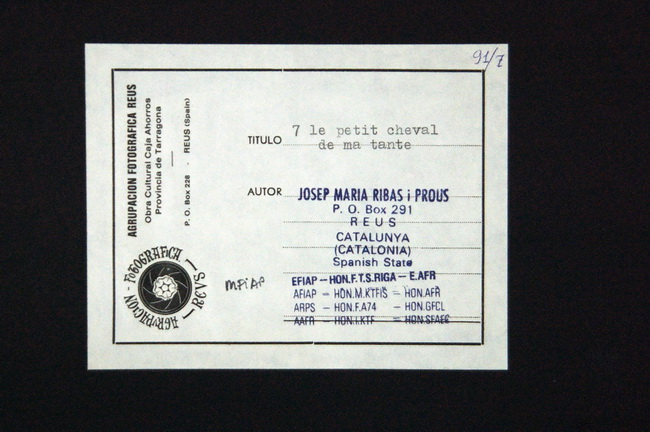 91/7
AGRUPACION FOTOGRAFICA REUS
Obra Cultural Caja Ahorros
Provincia de Tarragona
P. O. Box 228 - REUS (Spain)
AGRUPACION - FOTOGRAFICA
- REUS -
TITULO 7 le petit cheval
de ma tante
AUTOR JOSEP MARIA RIBAS i PROUS
P. O. Box 291
REUS
CATALUNYA
(CATALONIA)
Spanish State
MFiAP
EFIAP - HON.F.T.S.RIGA - E.AFR
AFIAP - HON.M.KTFIS - HON.AFR
ARPS - HON.F.A74 - HON.GFCL
AAFR - HON.I.KTF - HON.SFAEC